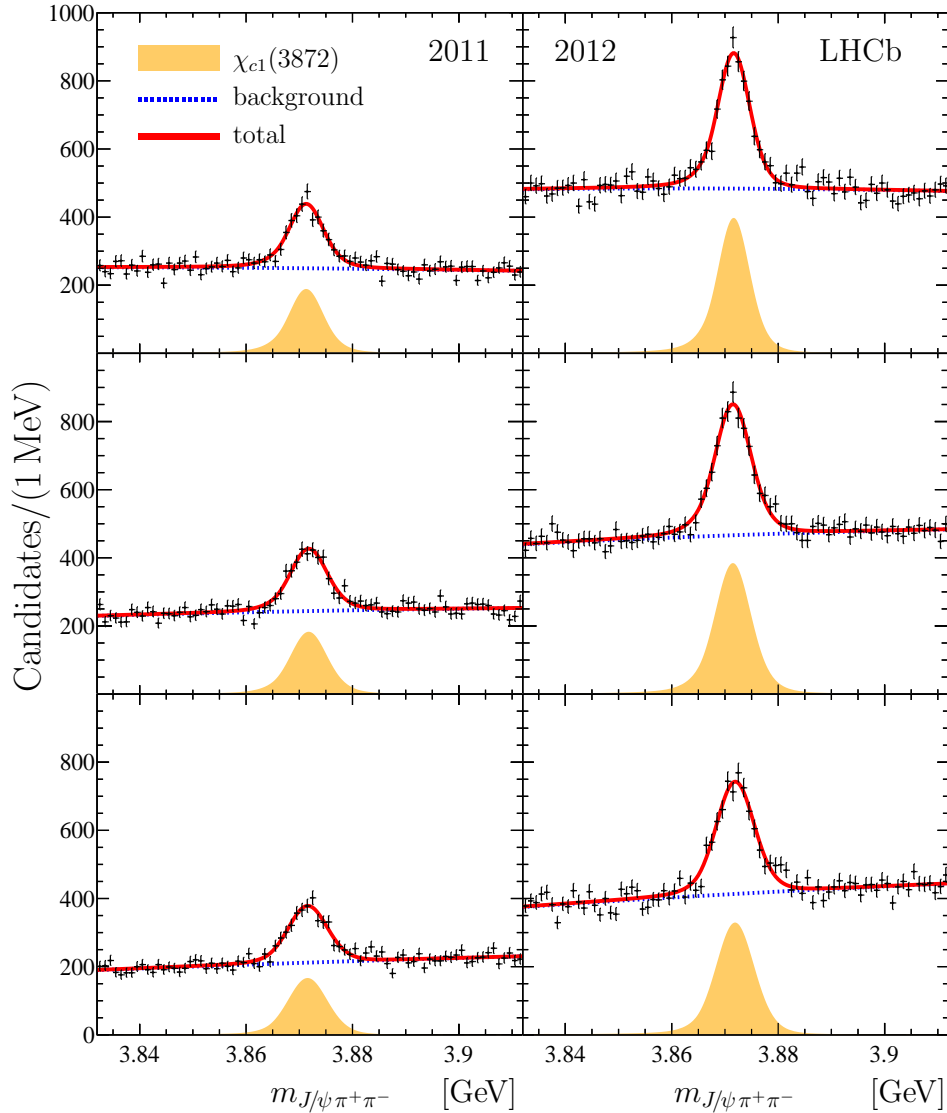 1000
800
600
400
200
χc1(3872)
background
total
2011
2012
LHCb
Candidates/(1 MeV)
800
600
400
200
800
600
400
200
0
3.84
3.86
3.88
3.9
3.84
3.86
3.88
3.9
mJ/ψπ+π−
[GeV]
mJ/ψπ+π−
[GeV]